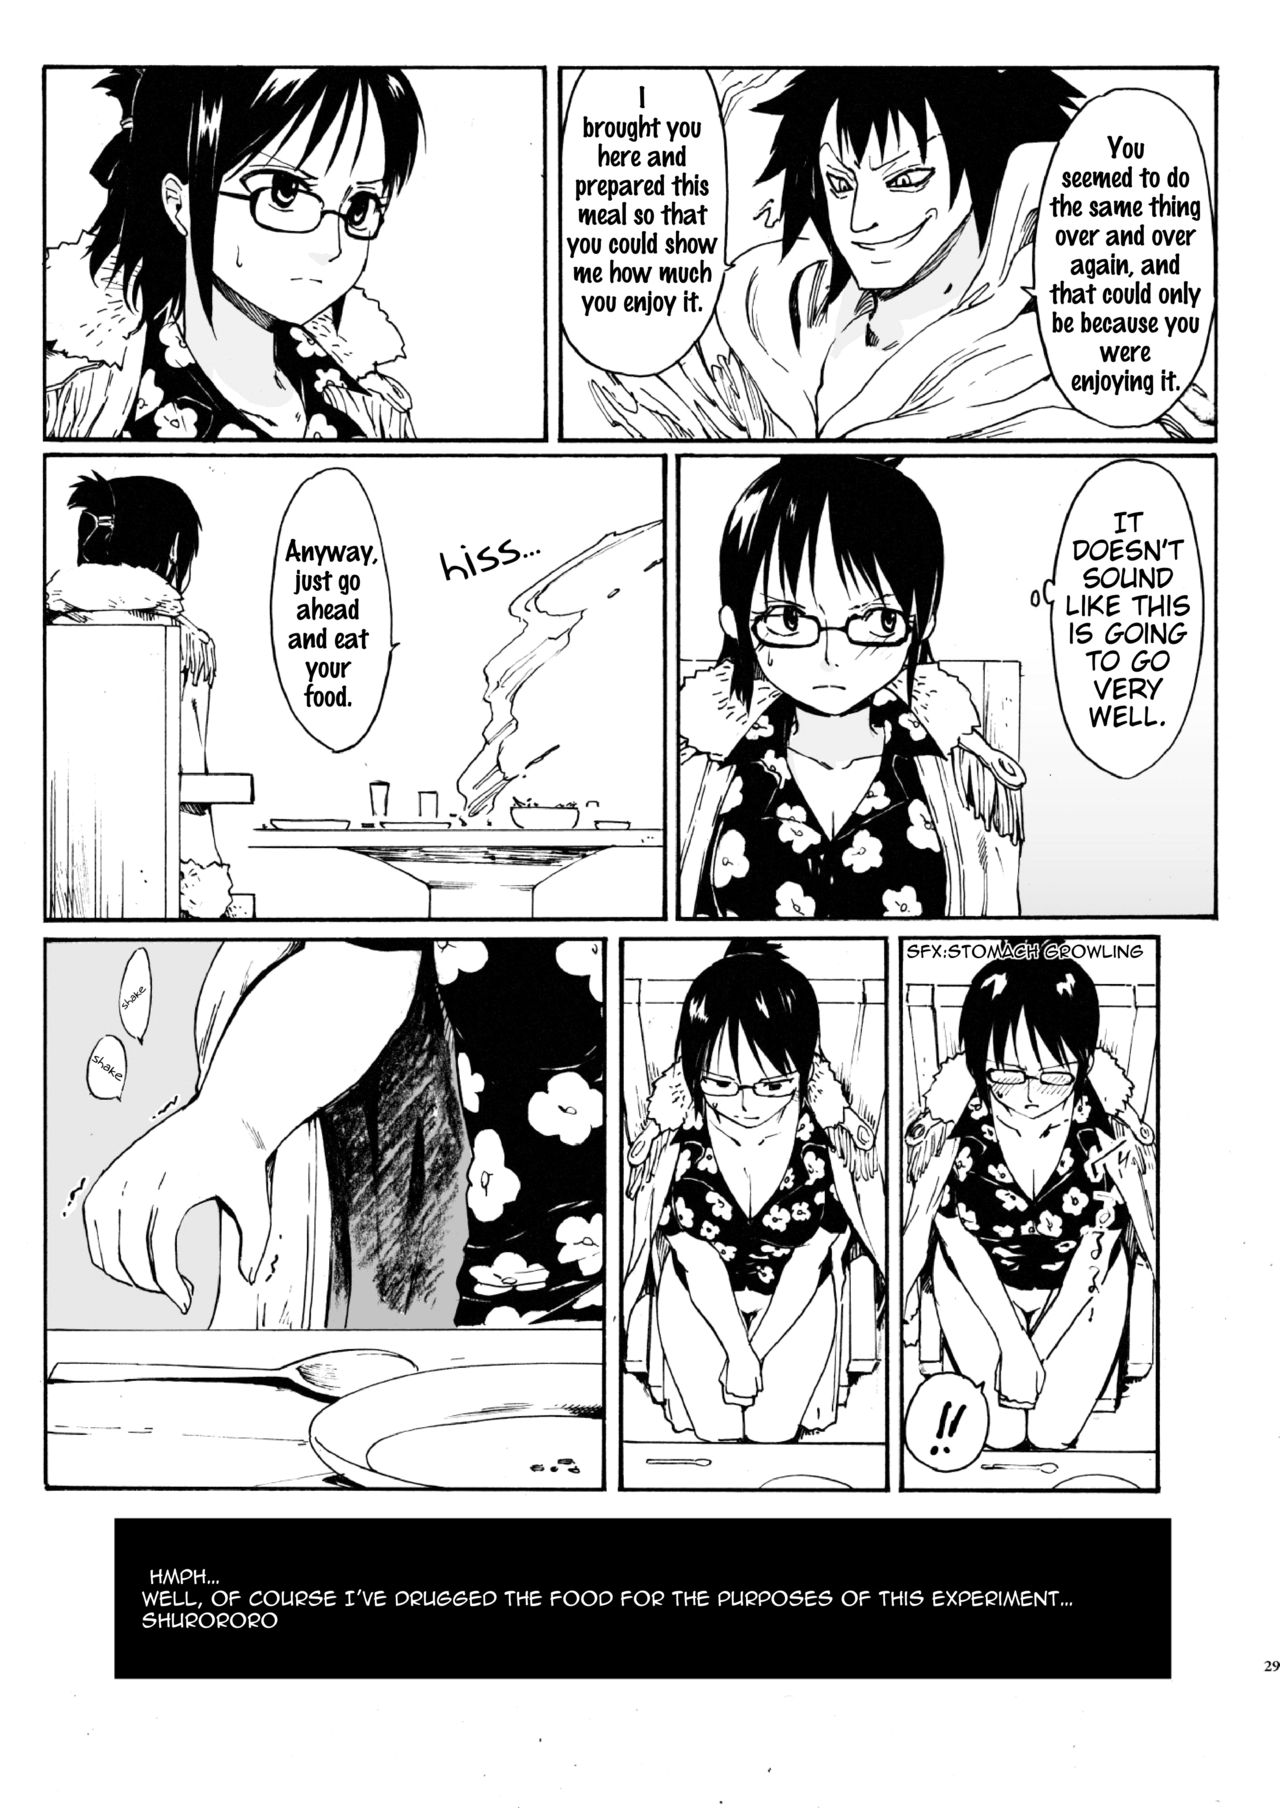 You
seemed to do
the same thing
over and over
again, and
that could only
be because you
were
enjoying it.
I
brought you
here and
prepared this
meal so that
you could show
me how much
you enjoy it.
IT
DOESN'T
SOUND
LIKE THIS
IS GOING
TO GO
VERY
WELL.
hiss...
Anyway,
just go
ahead
and eat
your
food.
SFX:STOMACH GROWLING
!!
shake
shake
HMPH...
WELL, OF COURSE I'VE DRUGGED THE FOOD FOR THE PURPOSES OF THIS EXPERIMENT...
SHURORORO
29